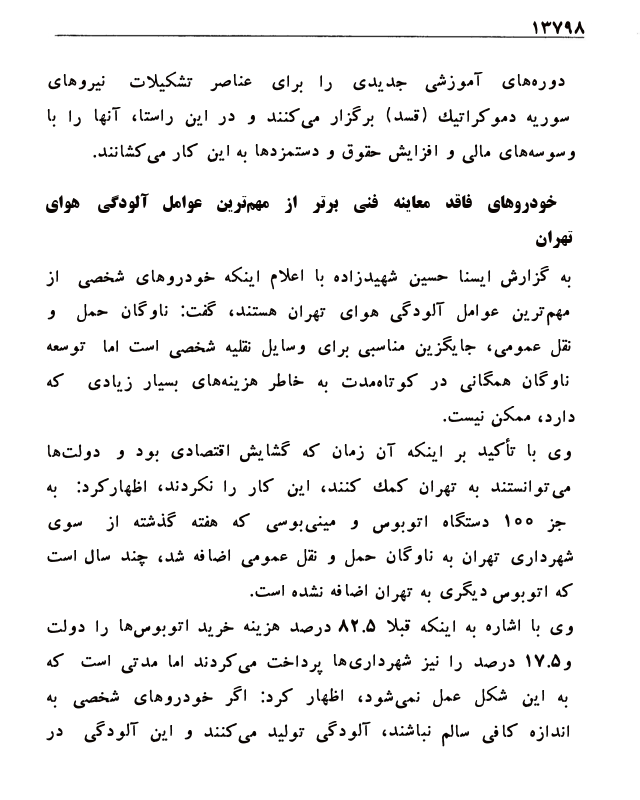 ۱۳۷۹۸
دوره‌های آموزشی جدیدی را برای عناصر تشکیلات نیروهای
سوریه دموکراتیك (قسد) برگزار می‌کنند و در این راستا، آنها را با
وسوسه‌های مالی و افزایش حقوق و دستمزدها به این کار می‌کشانند.
خودروهای فاقد معاینه فنی برتر از مهم‌ترین عوامل آلودگی هوای
تهران
به گزارش ایسنا حسین شهیدزاده با اعلام اینکه خودروهای شخصی از
مهم‌ترین عوامل آلودگی هوای تهران هستند، گفت: ناوگان حمل و
نقل عمومی، جایگزین مناسبی برای وسایل نقلیه شخصی است اما توسعه
ناوگان همگانی در کوتاه‌مدت به خاطر هزینه‌های بسیار زیادی که
دارد، ممکن نیست.
وی با تأکید بر اینکه آن زمان که گشایش اقتصادی بود و دولت‌ها
می‌توانستند به تهران کمك کنند، این کار را نکردند، اظهارکرد: به
جز ۱۰۰ دستگاه اتوبوس و مینی‌بوسی که هفته گذشته از سوی
شهرداری تهران به ناوگان حمل و نقل عمومی اضافه شد، چند سال است
که اتوبوس دیگری به تهران اضافه نشده است.
وی با اشاره به اینکه قبلا ۸۲.۵ درصد هزینه خرید اتوبوس‌ها را دولت
و۱۷.۵ درصد را نیز شهرداری‌ها پرداخت می‌کردند اما مدتی است که
به این شکل عمل نمی‌شود، اظهار کرد: اگر خودروهای شخصی به
اندازه کافی سالم نباشند، آلودگی تولید می‌کنند و این آلودگی در